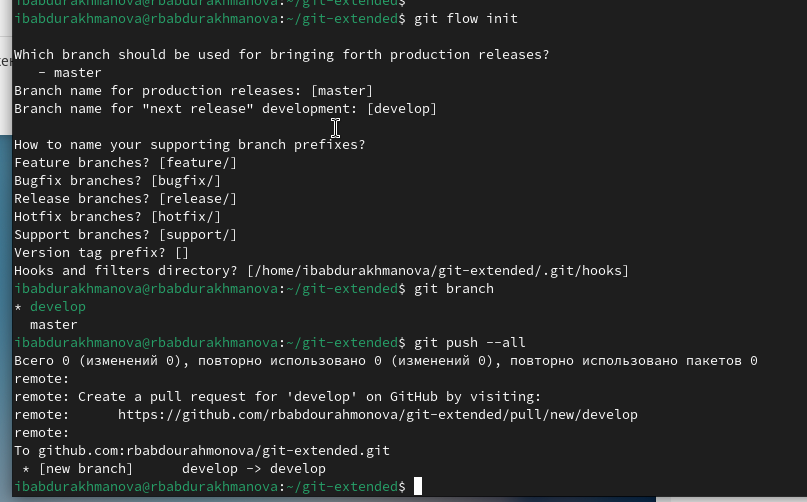 ibabdurakhmanova@rbabdurakhmanova:~/git-extended$
ibabdurakhmanova@rbabdurakhmanova:~/git-extended$ git flow init
Which branch should be used for bringing forth production releases?
   - master
Branch name for production releases: [master]
Branch name for "next release" development: [develop]
How to name your supporting branch prefixes?
Feature branches? [feature/]
Bugfix branches? [bugfix/]
Release branches? [release/]
Hotfix branches? [hotfix/]
Support branches? [support/]
Version tag prefix? []
Hooks and filters directory? [/home/ibabdurakhmanova/git-extended/.git/hooks]
ibabdurakhmanova@rbabdurakhmanova:~/git-extended$ git branch
* develop
  master
ibabdurakhmanova@rbabdurakhmanova:~/git-extended$ git push --all
Всего 0 (изменений 0), повторно использовано 0 (изменений 0), повторно использовано пакетов 0
remote:
remote: Create a pull request for 'develop' on GitHub by visiting:
remote:      https://github.com/rbabdourahmonova/git-extended/pull/new/develop
remote:
To github.com:rbabdourahmonova/git-extended.git
 * [new branch]      develop -> develop
ibabdurakhmanova@rbabdurakhmanova:~/git-extended$